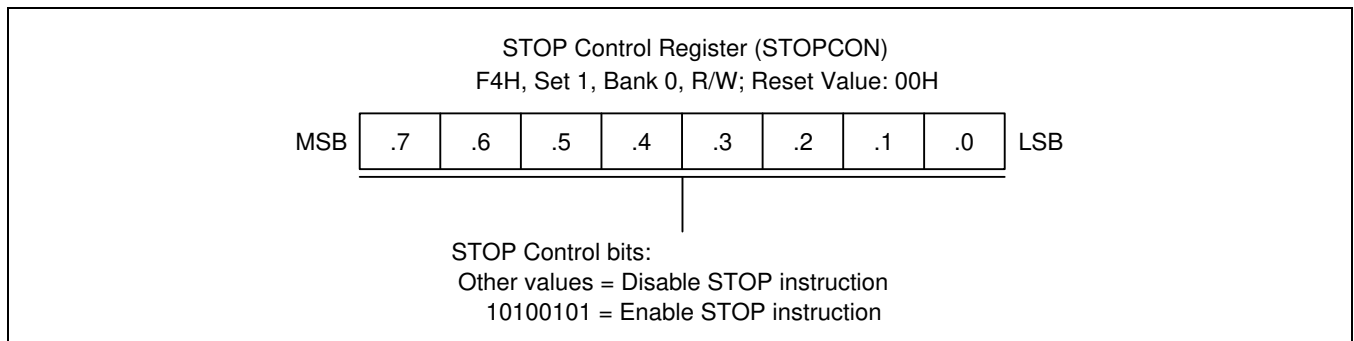 STOP Control Register (STOPCON)
F4H, Set 1, Bank 0, R/W; Reset Value: 00H
MSB .7 .6 .5 .4 .3 .2 .1 .0 LSB
STOP Control bits:
Other values = Disable STOP instruction
10100101 = Enable STOP instruction